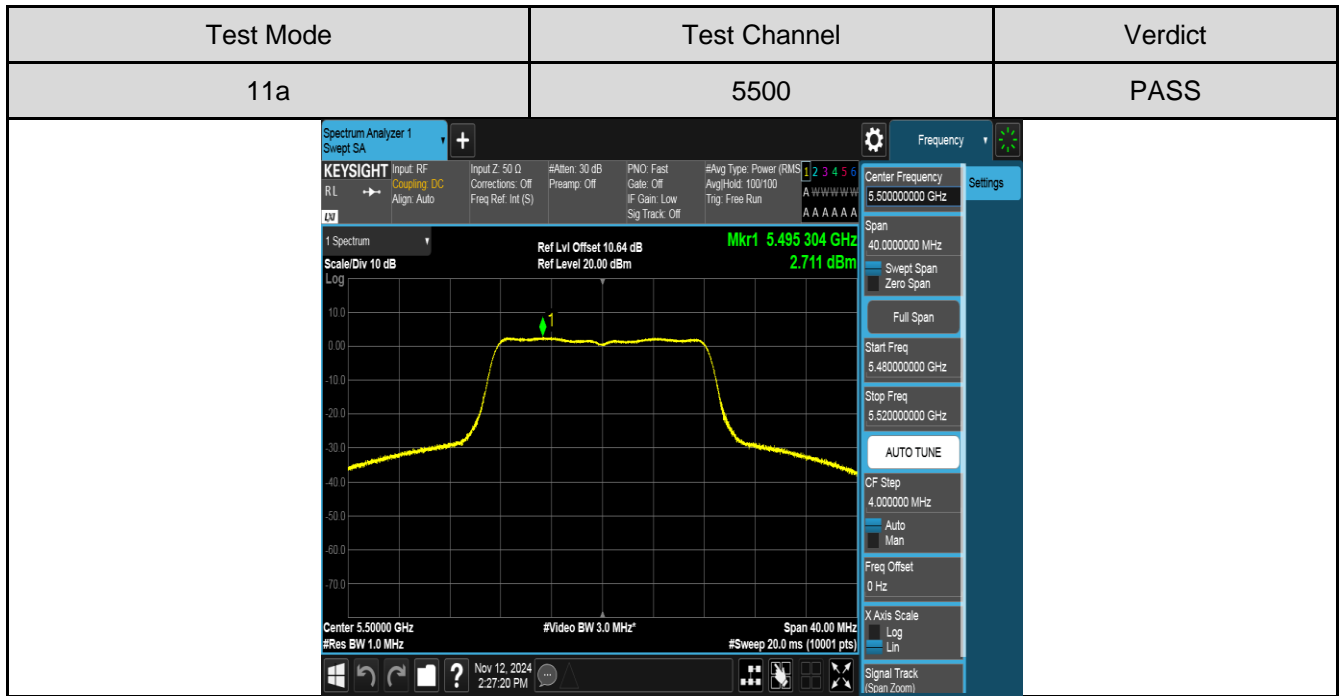 Test Mode Test Channel Verdict
11a 5500 PASS
Spectrum Analyzer 1
Swept SA
+
Frequency
KEYSIGHT
RL
LXI
Input: RF
Coupling: DC
Align: Auto
Input Z: 50 Ω
Corrections: Off
Freq Ref: Int (S)
#Atten: 30 dB
Preamp: Off
PNO: Fast
Gate: Off
IF Gain: Low
Sig Track: Off
#Avg Type: Power (RMS
Avg|Hold: 100/100
Trig: Free Run
1 2 3 4 5 6
A W W W W W
A A A A A A
1 Spectrum
Scale/Div 10 dB
Log
Ref Lvl Offset 10.64 dB
Ref Level 20.00 dBm
Mkr1 5.495 304 GHz
2.711 dBm
1
10.0
0.00
-10.0
-20.0
-30.0
-40.0
-50.0
-60.0
-70.0
Center 5.50000 GHz
#Res BW 1.0 MHz
#Video BW 3.0 MHz*
Span 40.00 MHz
#Sweep 20.0 ms (10001 pts)
?
Nov 12, 2024
2:27:20 PM
Center Frequency
5.500000000 GHz
Span
40.0000000 MHz
Swept Span
Zero Span
Full Span
Start Freq
5.480000000 GHz
Stop Freq
5.520000000 GHz
AUTO TUNE
CF Step
4.000000 MHz
Auto
Man
Freq Offset
0 Hz
X Axis Scale
Log
Lin
Signal Track
(Span Zoom)
Settings